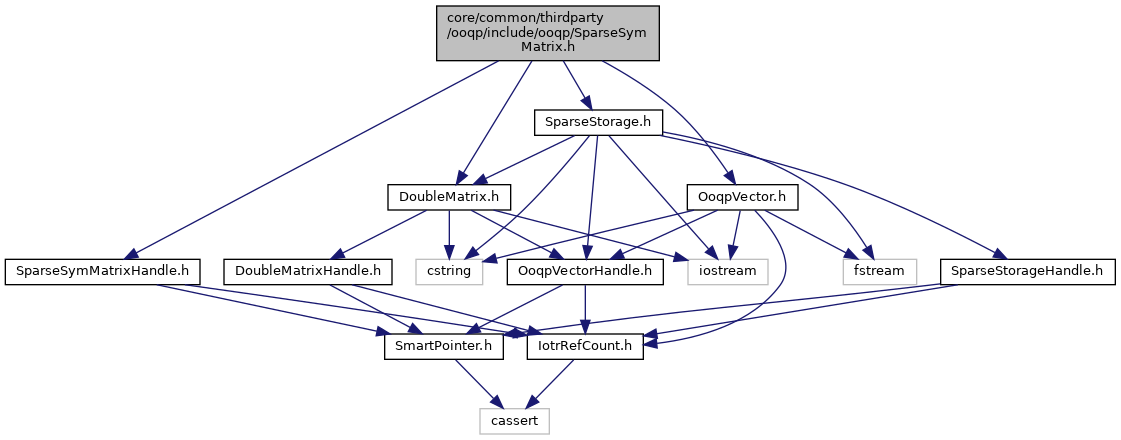 core/common/thirdparty
/ooqp/include/ooqp/SparseSym
Matrix.h
SparseStorage.h
DoubleMatrix.h
OoqpVector.h
SparseSymMatrixHandle.h
DoubleMatrixHandle.h
cstring
OoqpVectorHandle.h
iostream
fstream
SparseStorageHandle.h
SmartPointer.h
IotrRefCount.h
cassert